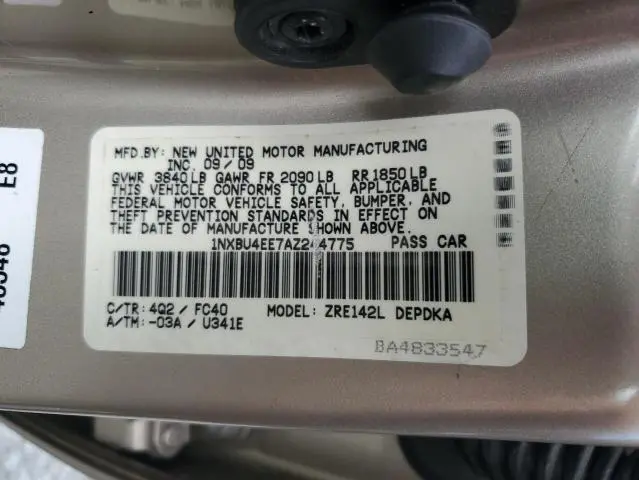 MFD.BY: NEW UNITED MOTOR MANUFACTURING
INC. 09/09
GVWR 3840LB GAWR FR 2090LB RR 1850LB
THIS VEHICLE CONFORMS TO ALL APPLICABLE
FEDERAL MOTOR VEHICLE SAFETY, BUMPER, AND
THEFT PREVENTION STANDARDS IN EFFECT ON
THE DATE OF MANUFACTURE SHOWN ABOVE.
PASS CAR
C/TR: 4Q2 / FC40 MODEL: ZRE142L DEPDKA
A/TM: -03A / U341E
BA4833547
E8